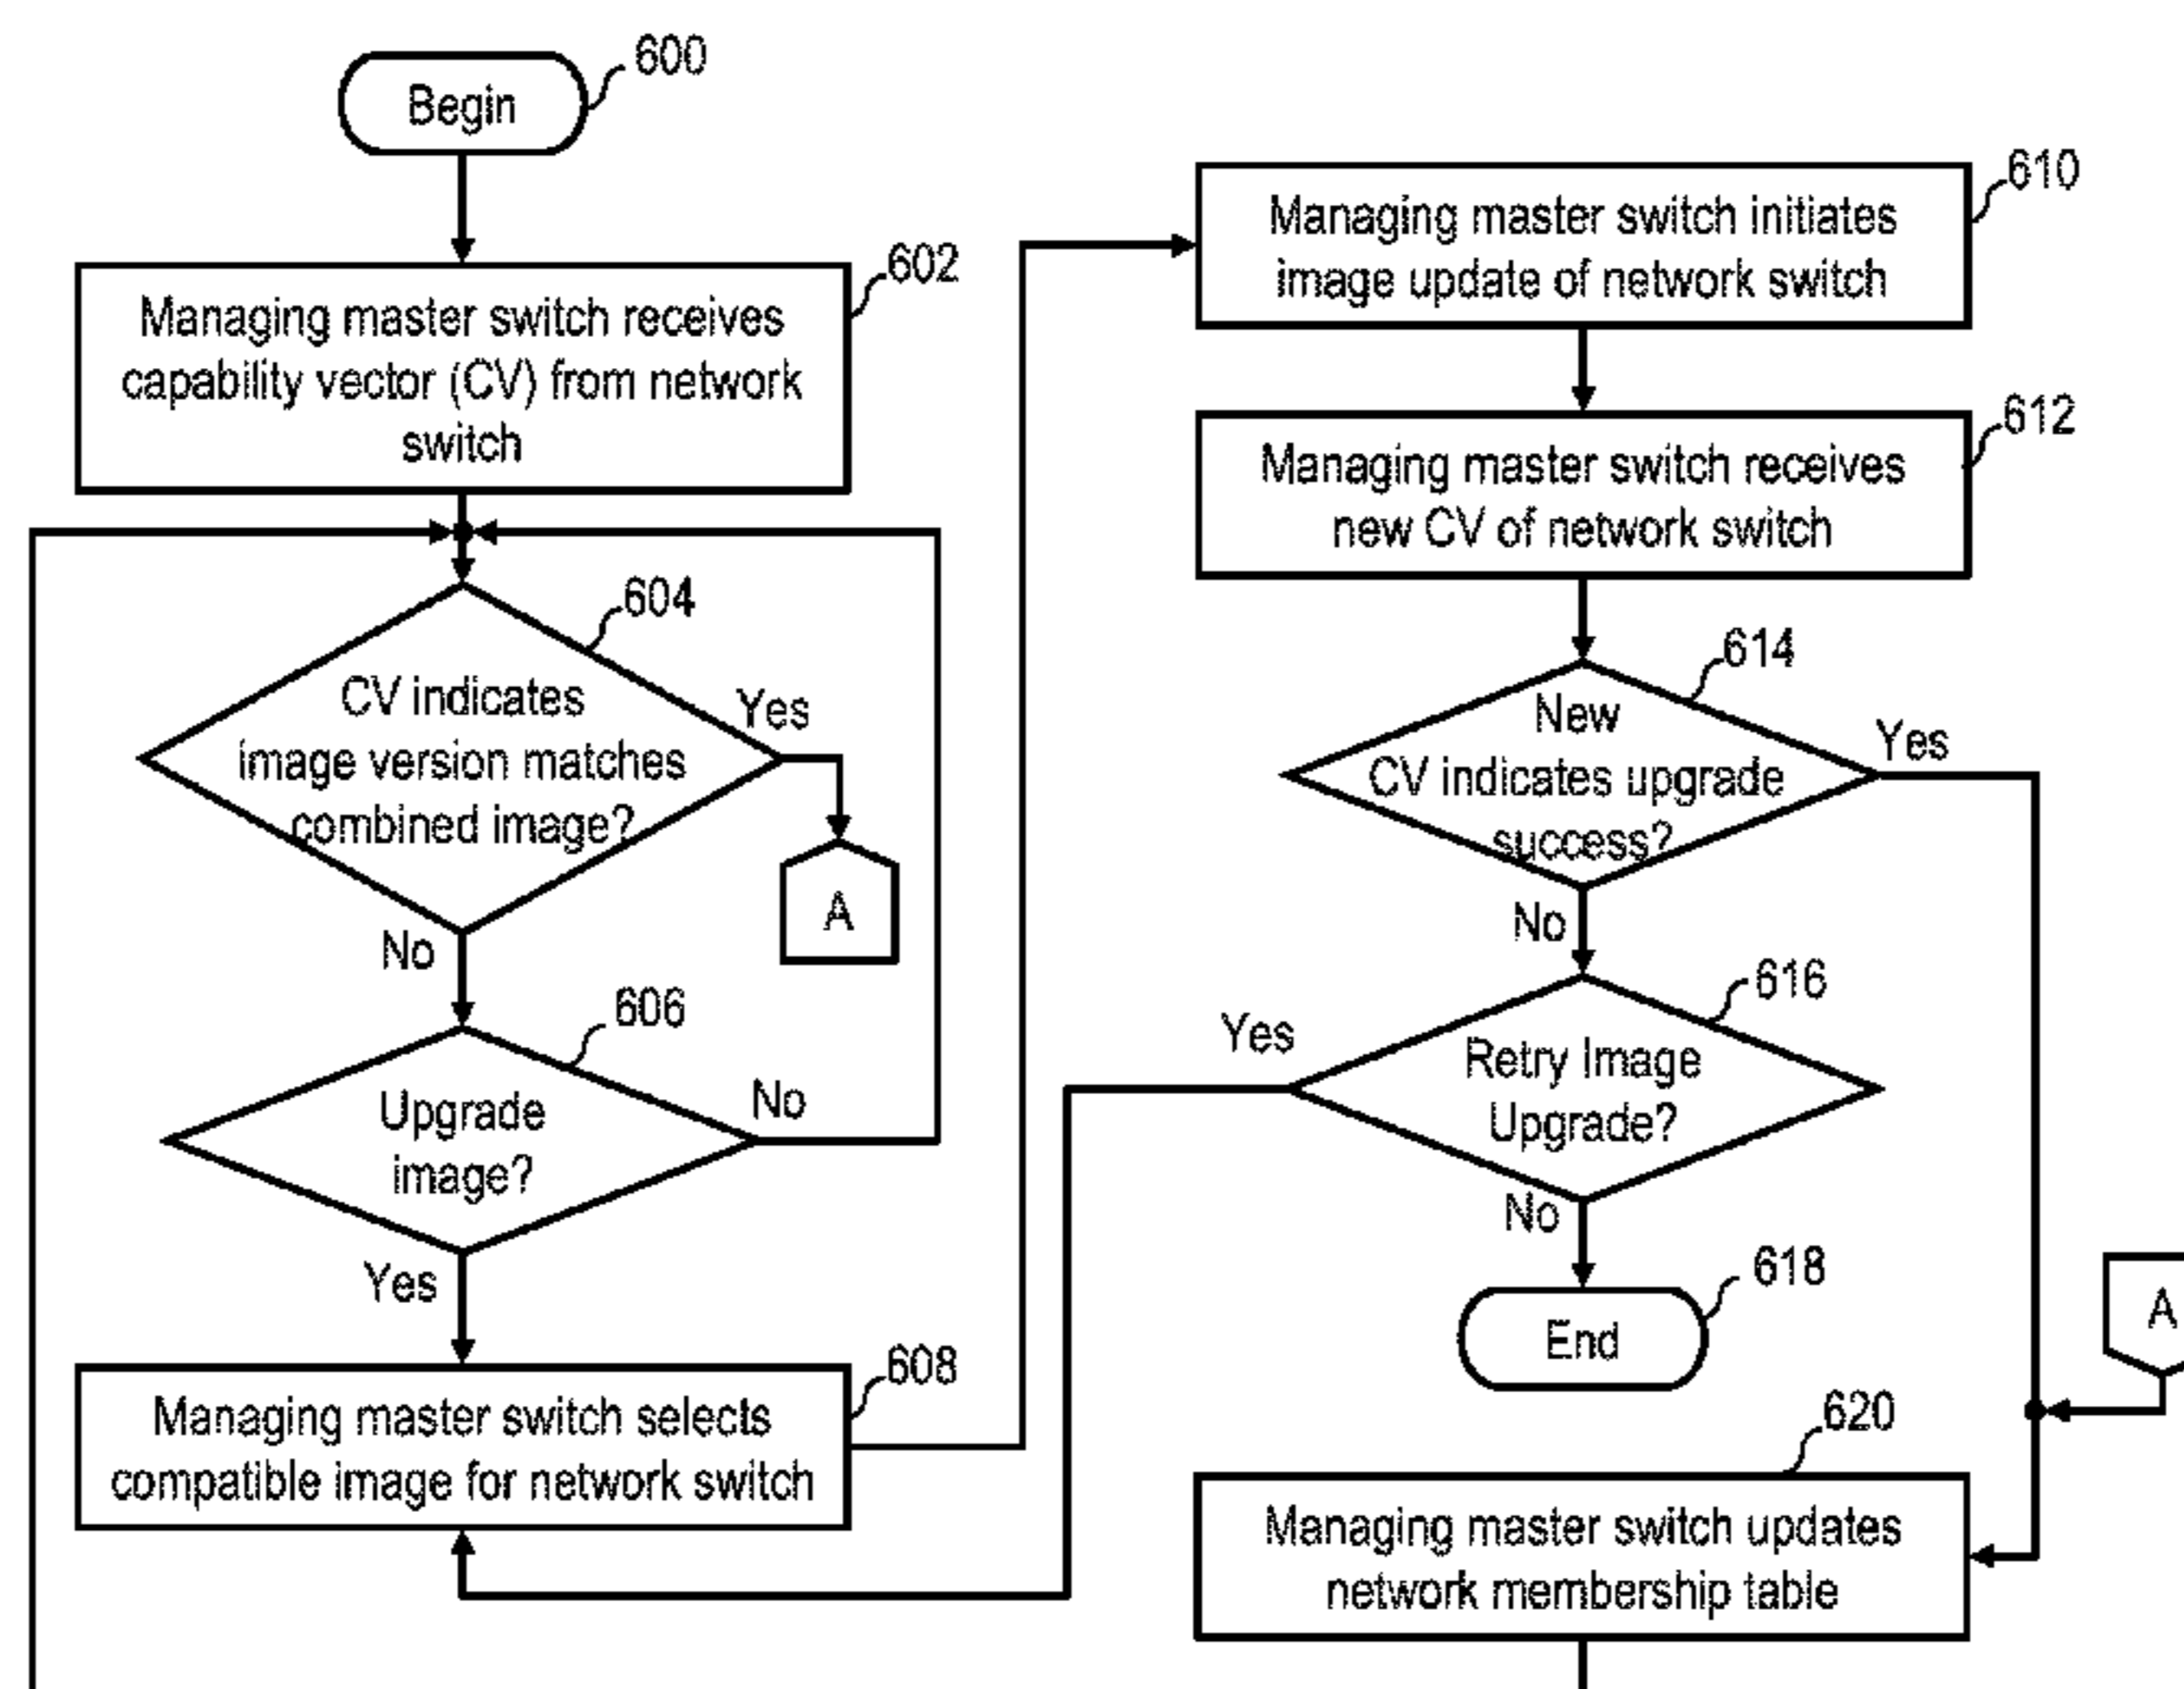 Begin
600
Managing master switch receives
capability vector (CV) from network
switch
602
CV indicates
image version matches
combined image?
604
Yes
A
No
Upgrade
image?
606
No
Yes
Managing master switch selects
compatible image for network switch
608
Managing master switch initiates
image update of network switch
610
Managing master switch receives
new CV of network switch
612
New
CV indicates upgrade
success?
614
Yes
No
Retry Image
Upgrade?
616
Yes
No
End
618
A
Managing master switch updates
network membership table
620